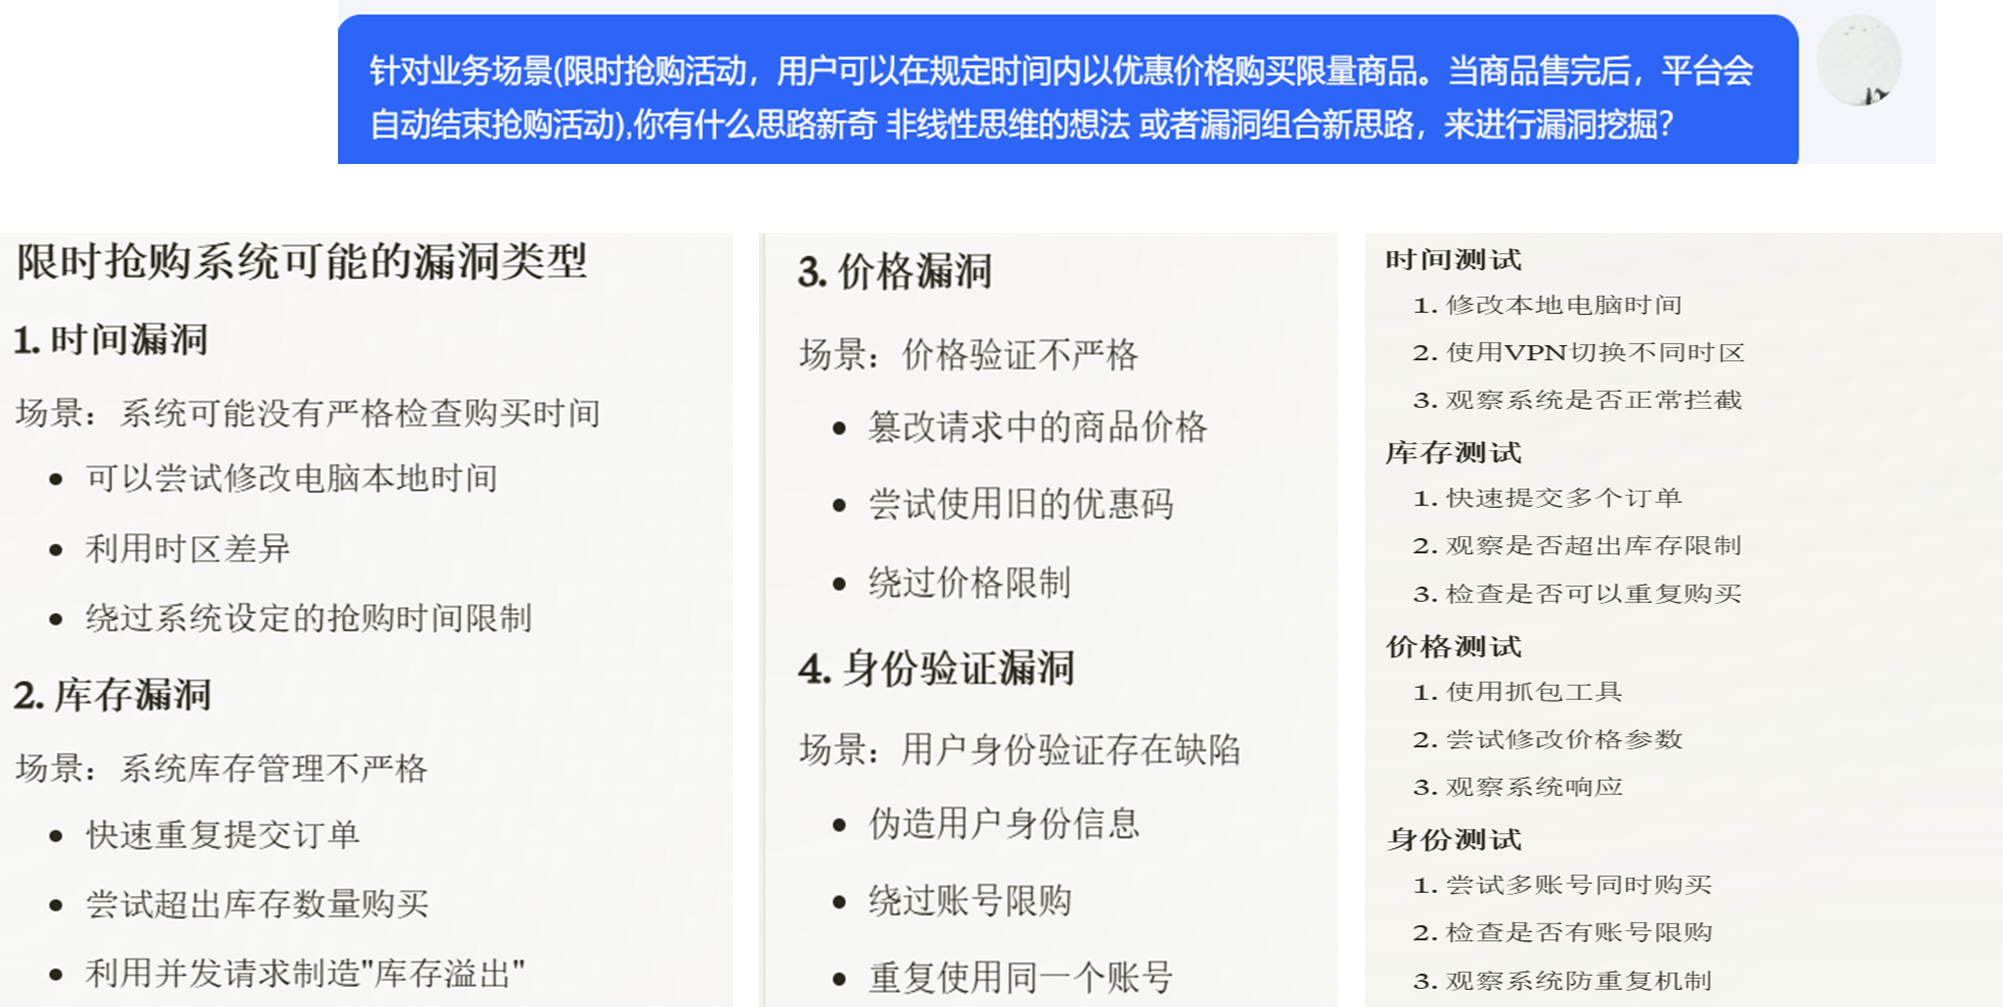 针对业务场景(限时抢购活动，用户可以在规定时间内以优惠价格购买限量商品。当商品售完后，平台会
自动结束抢购活动),你有什么思路新奇 非线性思维的想法 或者漏洞组合新思路，来进行漏洞挖掘？
限时抢购系统可能的漏洞类型
1. 时间漏洞
场景：系统可能没有严格检查购买时间
• 可以尝试修改电脑本地时间
• 利用时区差异
• 绕过系统设定的抢购时间限制
2. 库存漏洞
场景：系统库存管理不严格
• 快速重复提交订单
• 尝试超出库存数量购买
• 利用并发请求制造"库存溢出"
3. 价格漏洞
场景：价格验证不严格
• 篡改请求中的商品价格
• 尝试使用旧的优惠码
• 绕过价格限制
4. 身份验证漏洞
场景：用户身份验证存在缺陷
• 伪造用户身份信息
• 绕过账号限购
• 重复使用同一个账号
时间测试
1. 修改本地电脑时间
2. 使用VPN切换不同时区
3. 观察系统是否正常拦截
库存测试
1. 快速提交多个订单
2. 观察是否超出库存限制
3. 检查是否可以重复购买
价格测试
1. 使用抓包工具
2. 尝试修改价格参数
3. 观察系统响应
身份测试
1. 尝试多账号同时购买
2. 检查是否有账号限购
3. 观察系统防重复机制